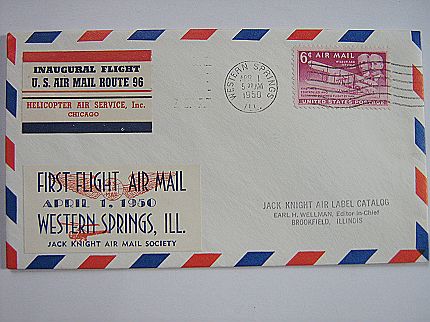 INAUGURAL FLIGHT
U. S. AIR MAIL ROUTE 96
HELICOPTER AIR SERVICE, Inc.
CHICAGO
WESTERN SPRINGS
APR 1
1950
ILL.
6¢ AIR MAIL
UNITED STATES POSTAGE
FIRST FLIGHT AIR MAIL
APRIL 1, 1950
WESTERN SPRINGS, ILL.
JACK KNIGHT AIR MAIL SOCIETY
JACK KNIGHT AIR LABEL CATALOG
EARL H. WELLMAN, Editor-in-Chief
BROOKFIELD, ILLINOIS